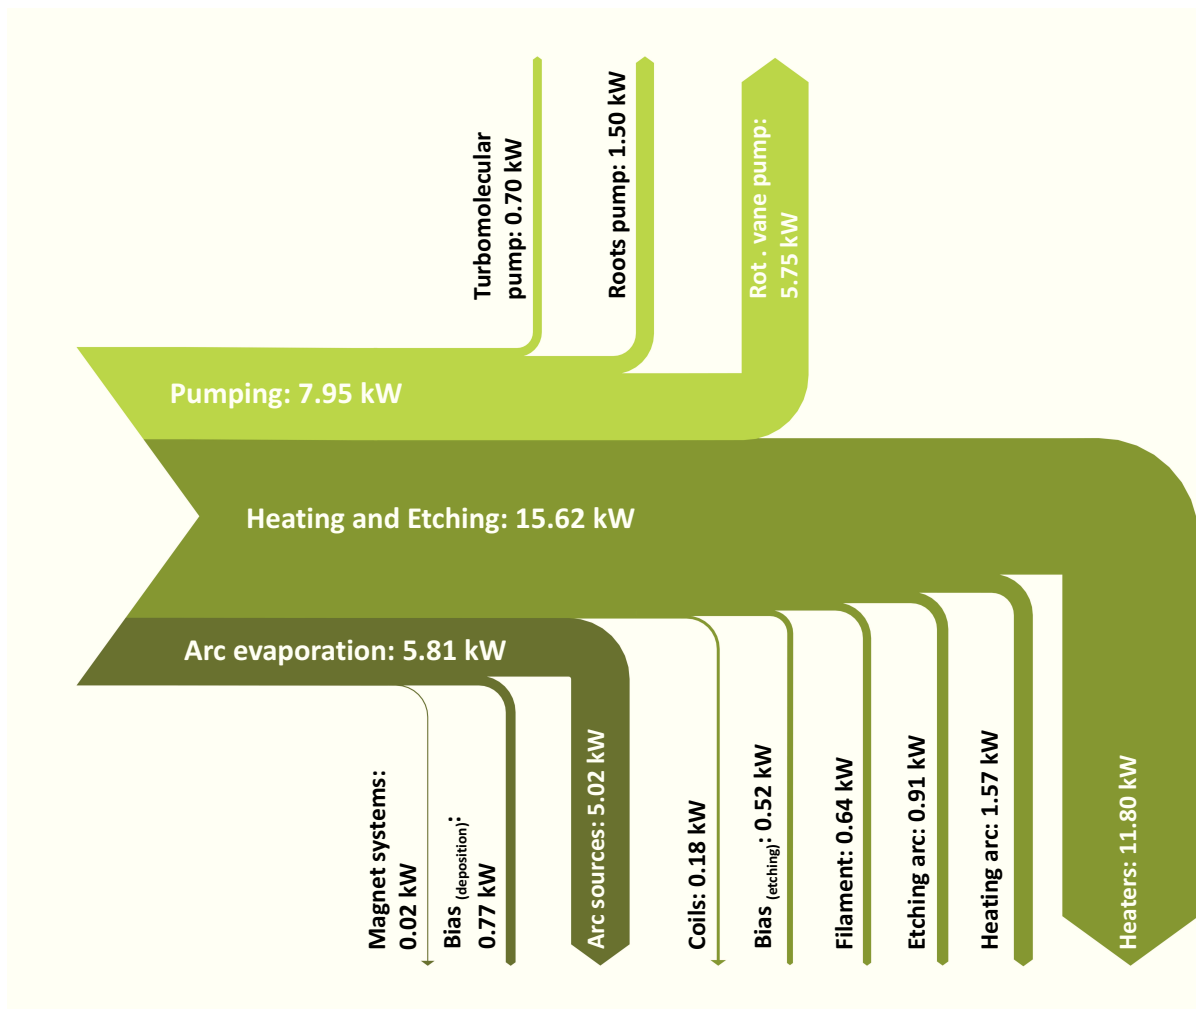 Turbomolecular
pump: 0.70 kW
Roots pump: 1.50 kW
Rot . vane pump:
5.75 kW
Pumping: 7.95 kW
Heating and Etching: 15.62 kW
Arc evaporation: 5.81 kW
Magnet systems:
0.02 kW
Bias (deposition):
0.77 kW
Arc sources: 5.02 kW
Coils: 0.18 kW
Bias (etching): 0.52 kW
Filament: 0.64 kW
Etching arc: 0.91 kW
Heating arc: 1.57 kW
Heaters: 11.80 kW